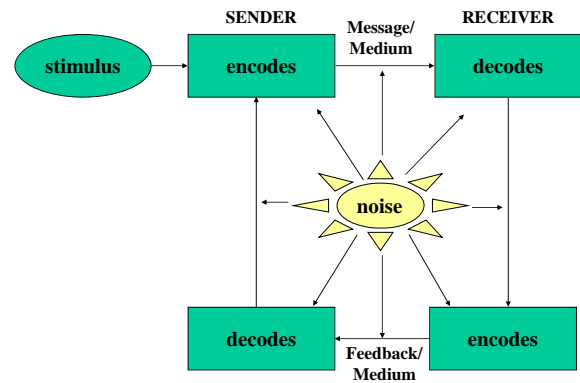 SENDER
RECEIVER
Message/
Medium
stimulus
encodes
decodes
noise
decodes
encodes
Feedback/
Medium